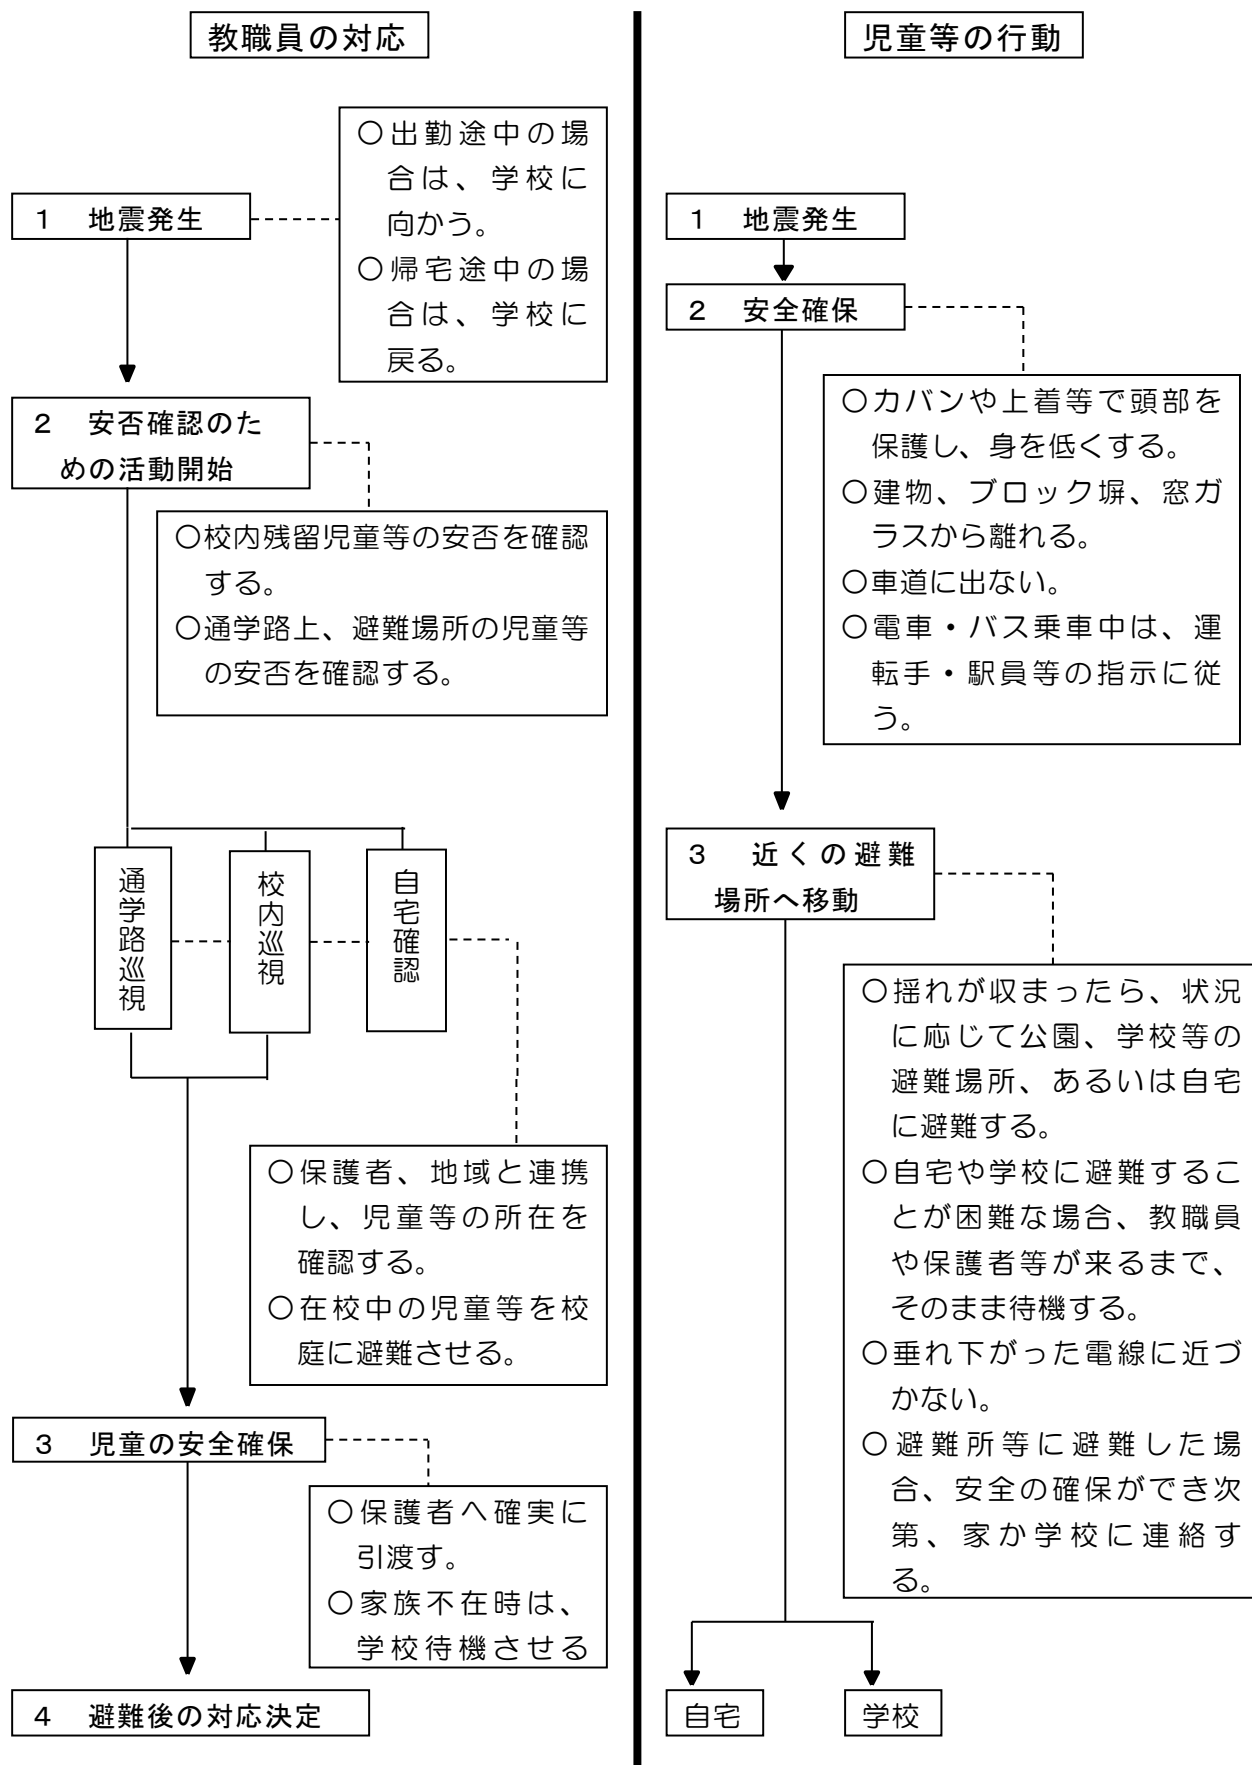 教職員の対応
○出勤途中の場
合は、学校に
向かう。
○帰宅途中の場
合は、学校に
戻る。
1 地震発生
2 安否確認のた
めの活動開始
○校内残留児童等の安否を確認
する。
○通学路上、避難場所の児童等
の安否を確認する。
通学路巡視
校内巡視
自宅確認
○保護者、地域と連携
し、児童等の所在を
確認する。
○在校中の児童等を校
庭に避難させる。
3 児童の安全確保
○保護者へ確実に
引渡す。
○家族不在時は、
学校待機させる
4 避難後の対応決定
児童等の行動
1 地震発生
2 安全確保
○カバンや上着等で頭部を
保護し、身を低くする。
○建物、ブロック塀、窓ガ
ラスから離れる。
○車道に出ない。
○電車・バス乗車中は、運
転手・駅員等の指示に従
う。
3 近くの避難
場所へ移動
○揺れが収まったら、状況
に応じて公園、学校等の
避難場所、あるいは自宅
に避難する。
○自宅や学校に避難するこ
とが困難な場合、教職員
や保護者等が来るまで、
そのまま待機する。
○垂れ下がった電線に近づ
かない。
○避難所等に避難した場
合、安全の確保ができ次
第、家か学校に連絡す
る。
自宅
学校